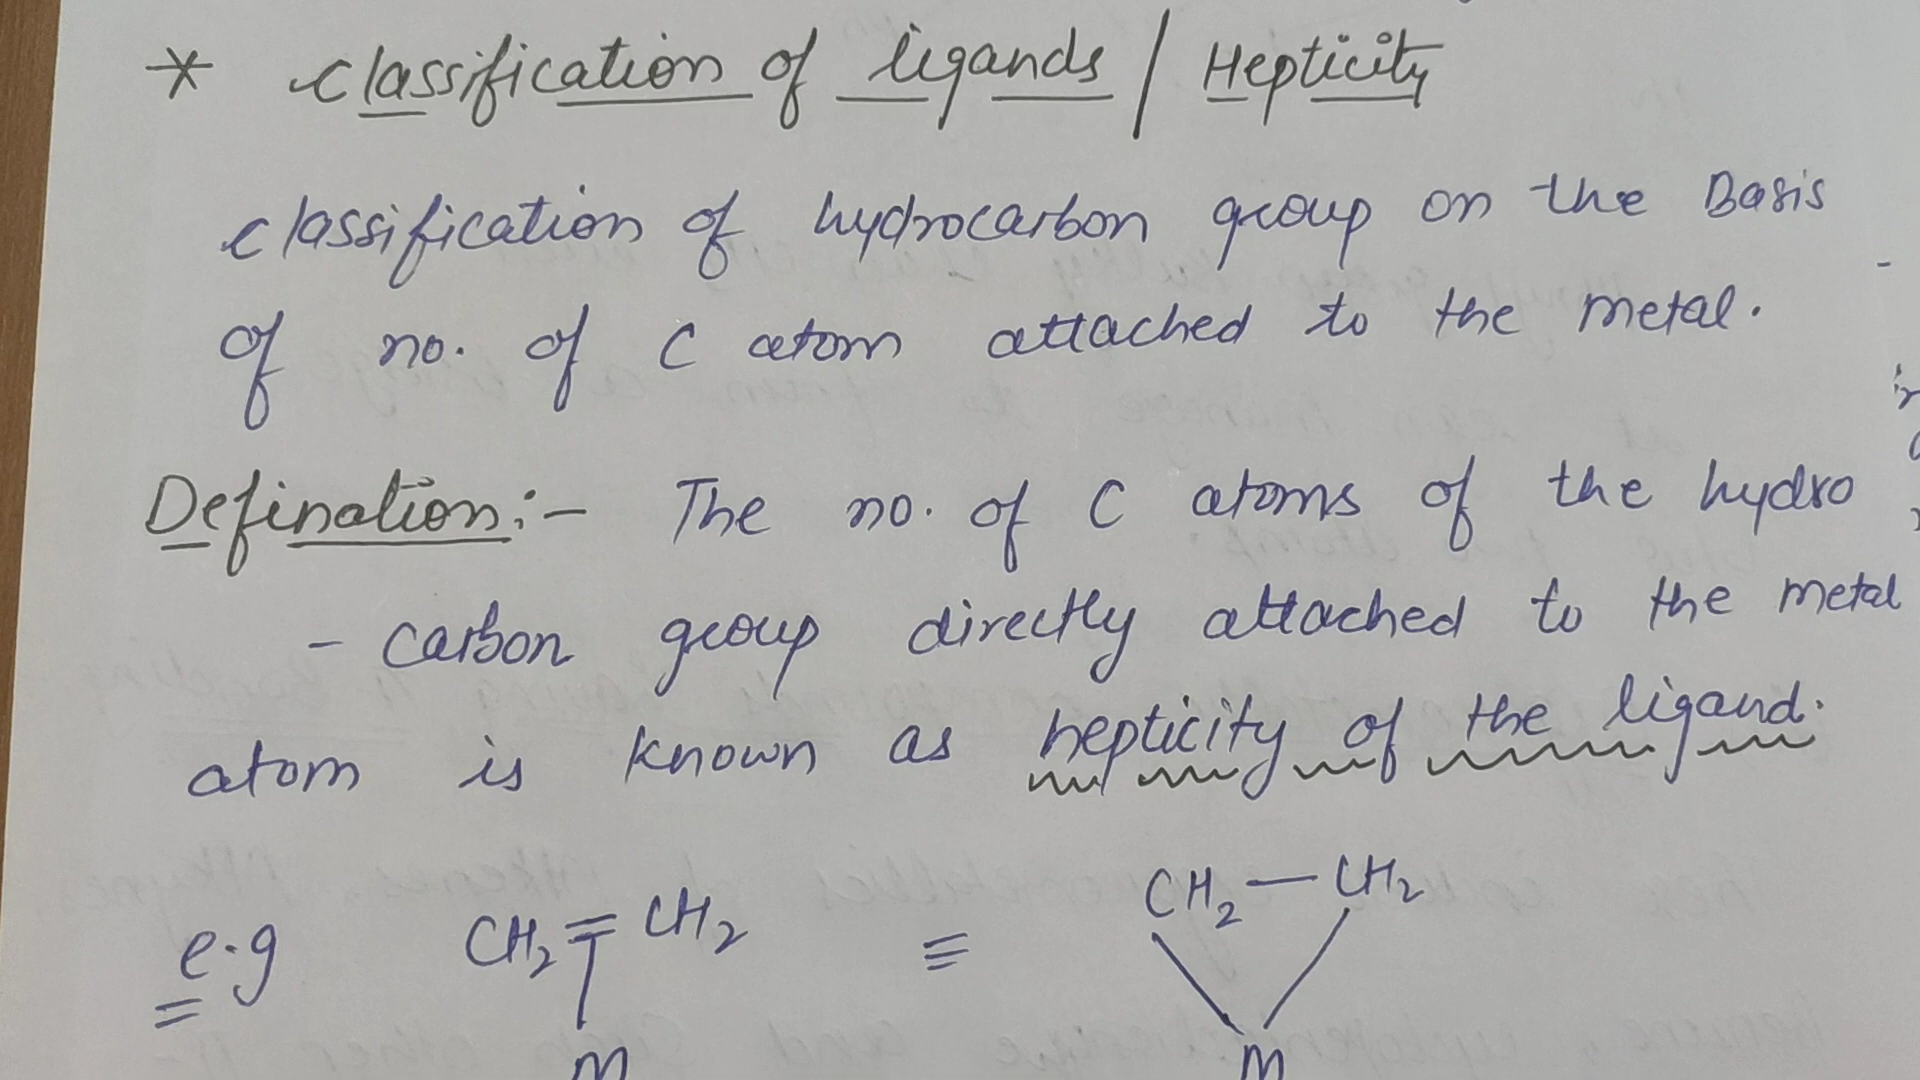 * classification of ligands / Hepticity
classification of hydrocarbon group on the Basis
of no. of C atom attached to the metal.
Defination:- The no. of C atoms of the hydro
- carbon group directly attached to the metal
atom is known as hepticity of the ligand.
e.g CH2=CH2 ≡ CH2—CH2
M M